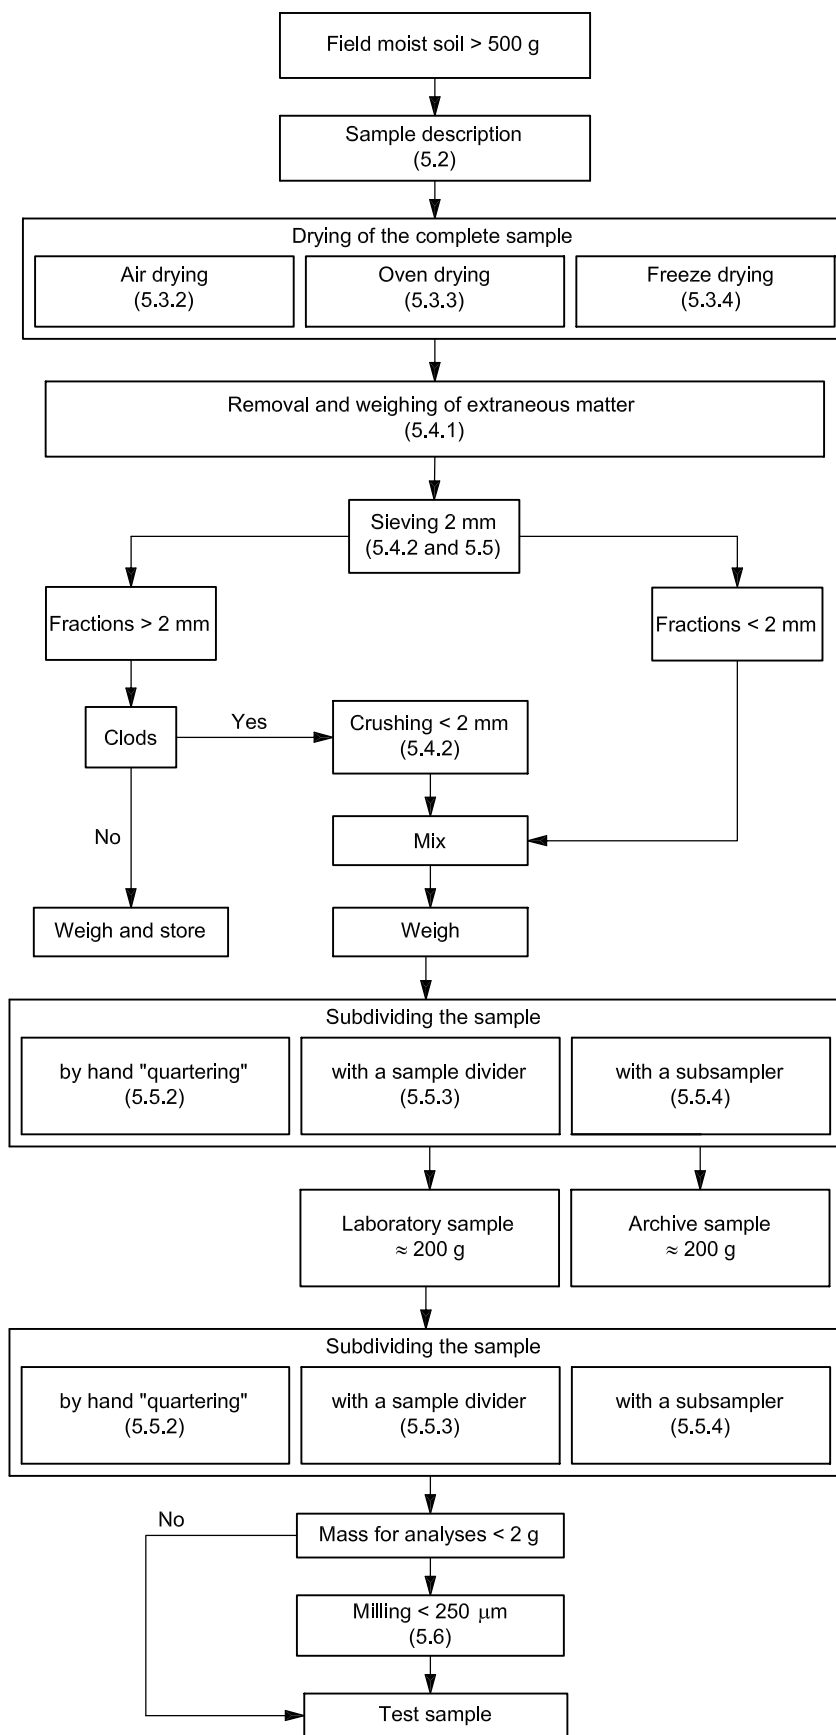 Field moist soil > 500 g
Sample description
(5.2)
Drying of the complete sample
Air drying
(5.3.2)
Oven drying
(5.3.3)
Freeze drying
(5.3.4)
Removal and weighing of extraneous matter
(5.4.1)
Sieving 2 mm
(5.4.2 and 5.5)
Fractions > 2 mm
Fractions < 2 mm
Clods
Yes
Crushing < 2 mm
(5.4.2)
No
Mix
Weigh and store
Weigh
Subdividing the sample
by hand "quartering"
(5.5.2)
with a sample divider
(5.5.3)
with a subsampler
(5.5.4)
Laboratory sample
≈ 200 g
Archive sample
≈ 200 g
Subdividing the sample
by hand "quartering"
(5.5.2)
with a sample divider
(5.5.3)
with a subsampler
(5.5.4)
No
Mass for analyses < 2 g
Milling < 250 μm
(5.6)
Test sample